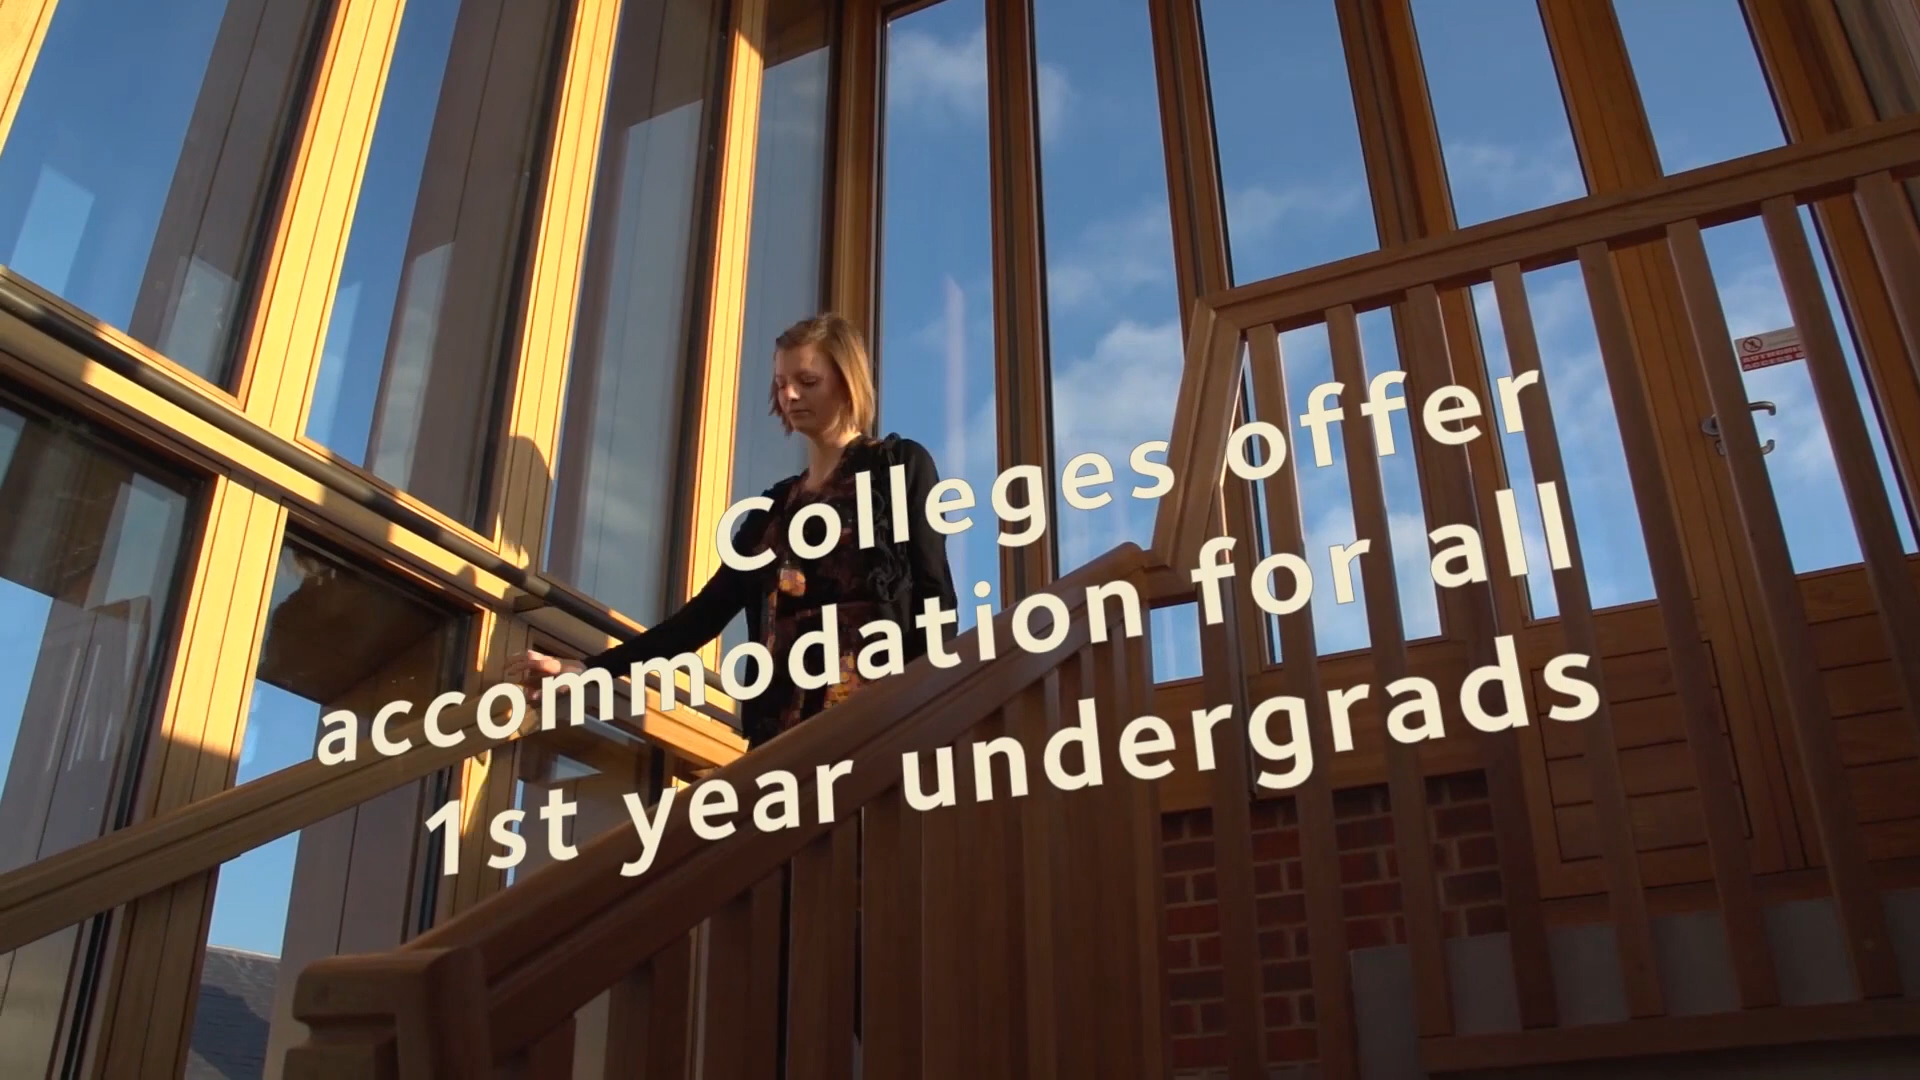 Colleges offer
accommodation for all
1st year undergrads